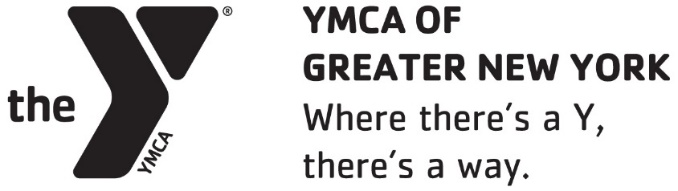 the Y®
YMCA
YMCA OF
GREATER NEW YORK
Where there's a Y,
there's a way.